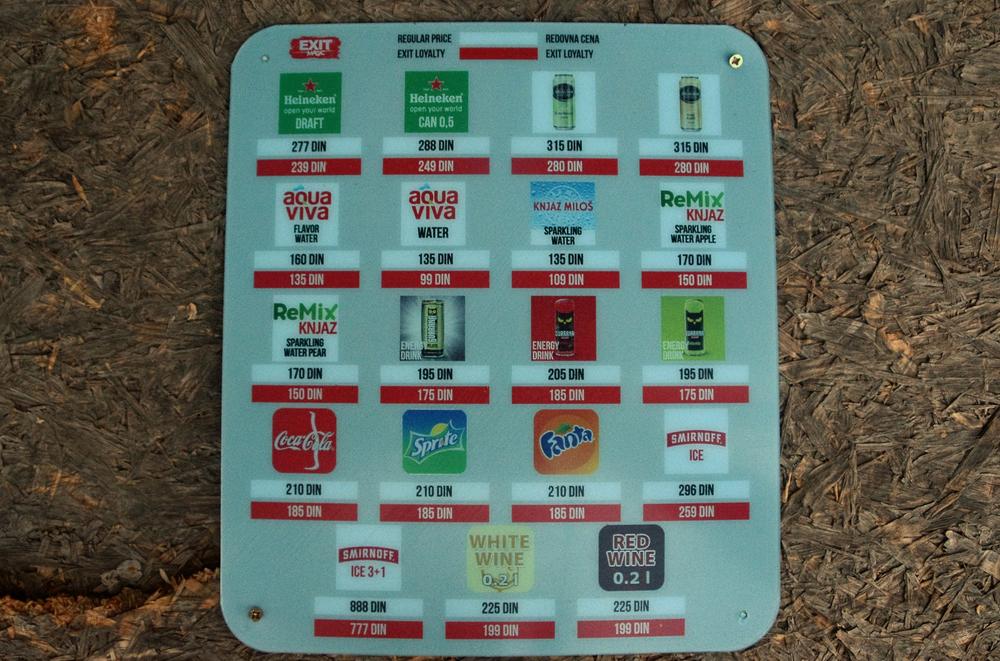 EXIT
REGULAR PRICE REDOVNA CENA
EXIT LOYALTY EXIT LOYALTY
Heineken
open your world
DRAFT
Heineken
open your world
CAN 0,5
277 DIN 288 DIN 315 DIN 315 DIN
239 DIN 249 DIN 280 DIN 280 DIN
aqua
viva
FLAVOR
WATER
aqua
viva
WATER
KNJAZ MILOŠ
SPARKLING
WATER
ReMix
KNJAZ
SPARKLING
WATER APPLE
160 DIN 135 DIN 135 DIN 170 DIN
135 DIN 99 DIN 109 DIN 150 DIN
ReMix
KNJAZ
SPARKLING
WATER PEAR
GUARANA
ENERGY
DRINK
GUARANA
ENERGY
DRINK
GUARANA
ENERGY
DRINK
170 DIN 195 DIN 205 DIN 195 DIN
150 DIN 175 DIN 185 DIN 175 DIN
Coca-Cola
Sprite
Fanta
SMIRNOFF
ICE
210 DIN 210 DIN 210 DIN 296 DIN
185 DIN 185 DIN 185 DIN 259 DIN
SMIRNOFF
ICE 3+1
WHITE
WINE
0.2 l
RED
WINE
0.2 l
888 DIN 225 DIN 225 DIN
777 DIN 199 DIN 199 DIN